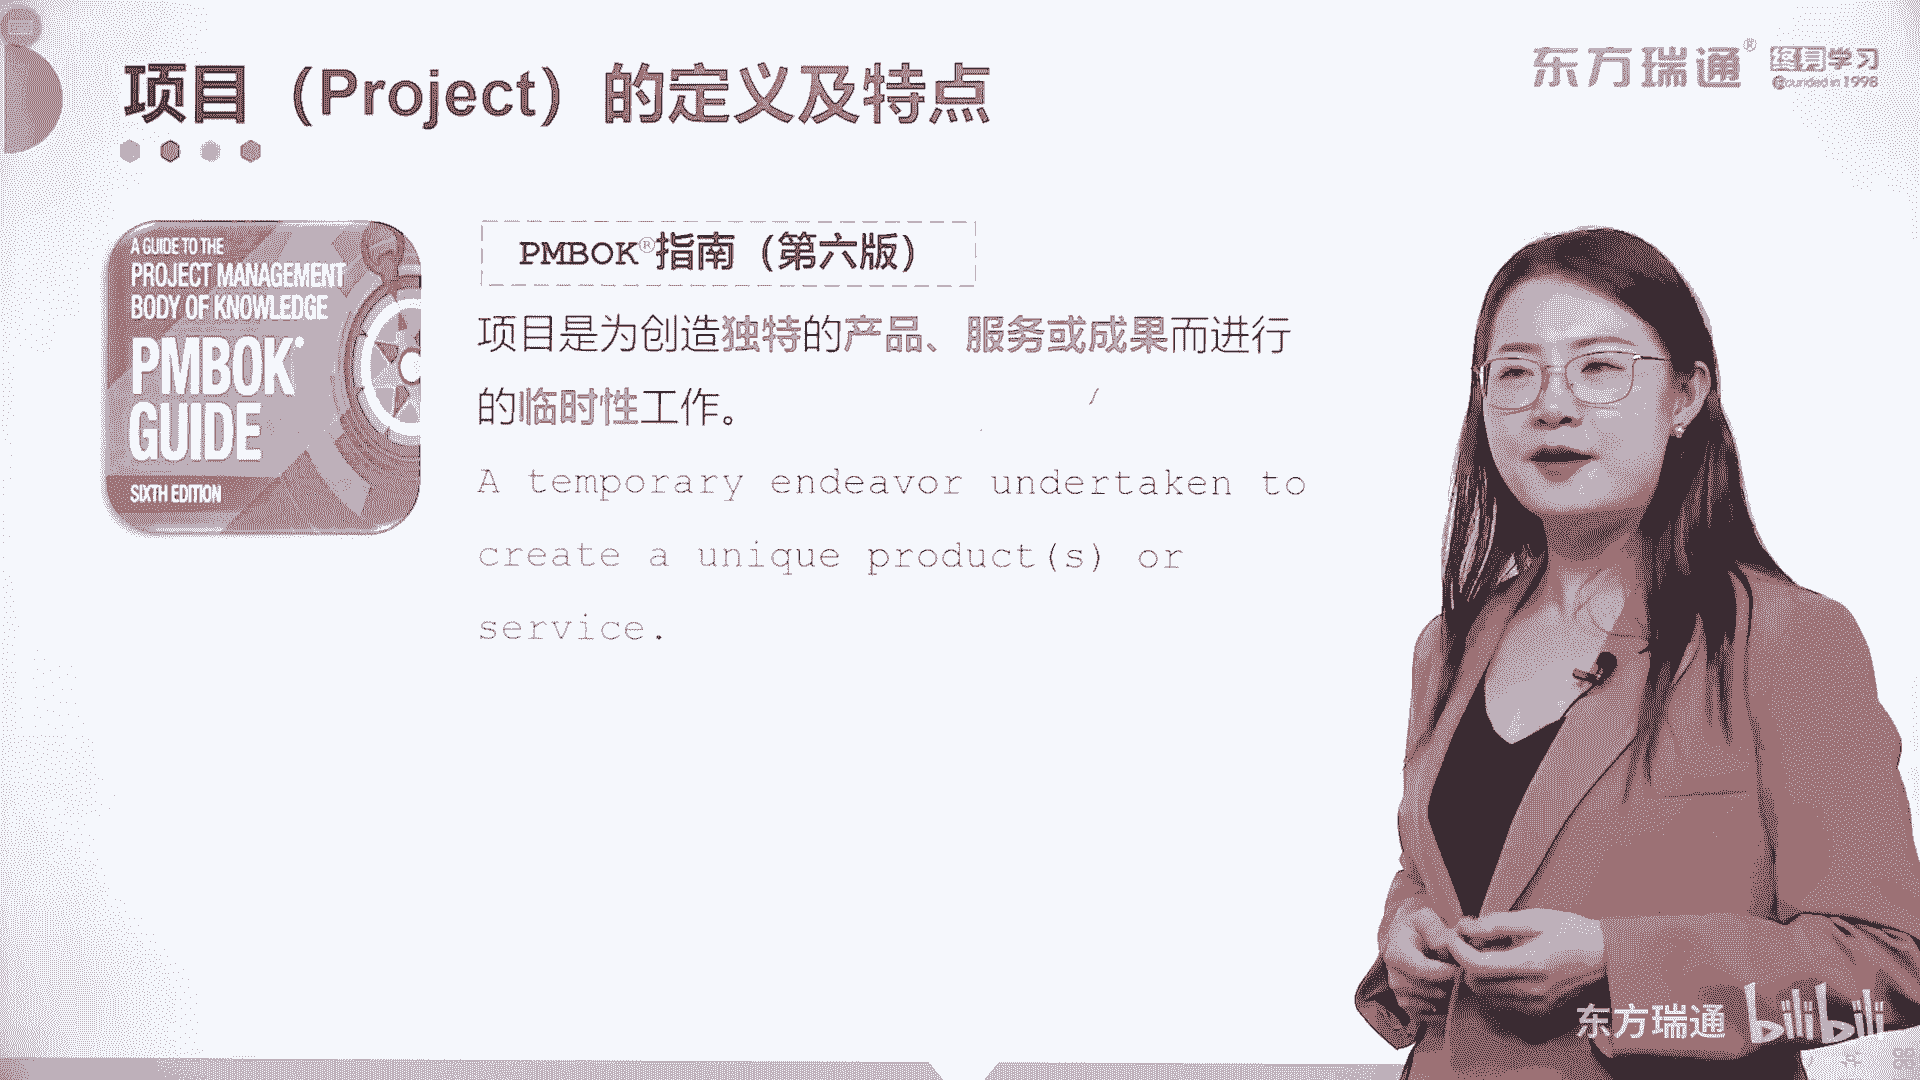 项目（Project）的定义及特点
东方瑞通® 终身学习
Founded in 1998
A GUIDE TO THE
PROJECT MANAGEMENT
BODY OF KNOWLEDGE
PMBOK®
GUIDE
SIXTH EDITION
PMBOK®指南（第六版）
项目是为创造独特的产品、服务或成果而进行
的临时性工作。
A temporary endeavor undertaken to
create a unique product(s) or
service.
东方瑞通 bilibili